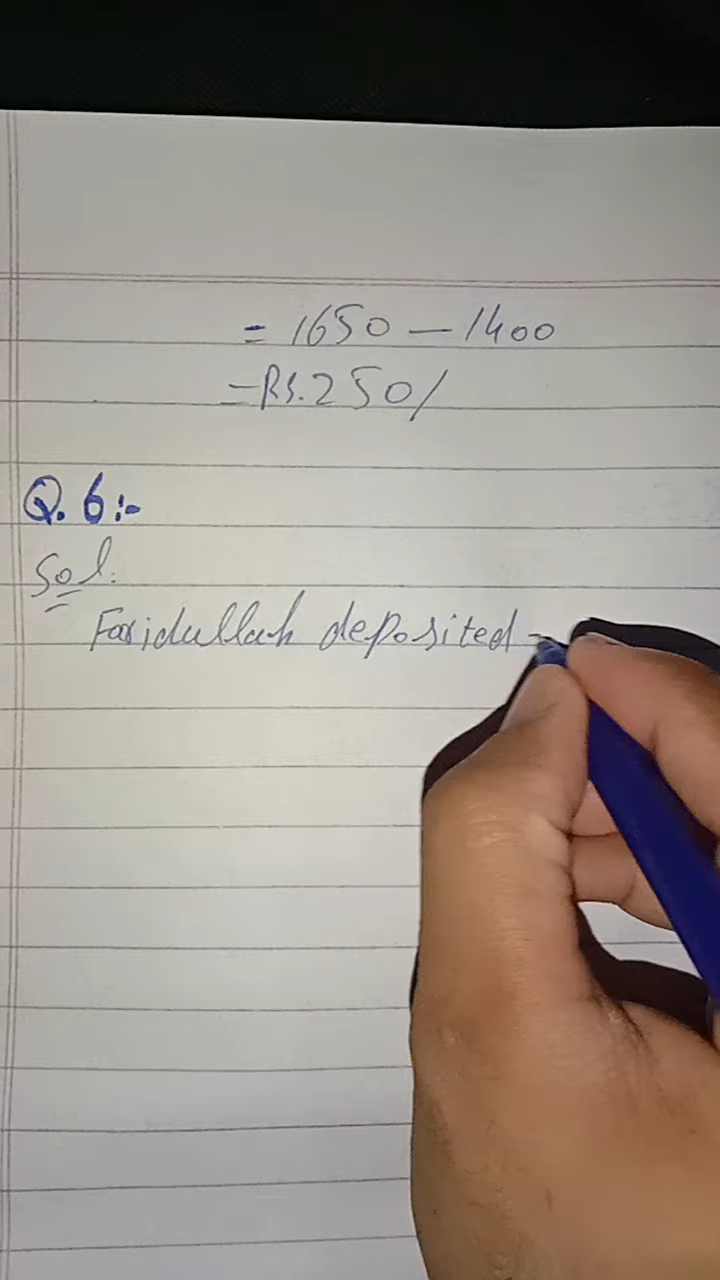 = 1650 — 1400
= Rs. 250/
Q. 6:-
Sol:
Faridullah deposited =